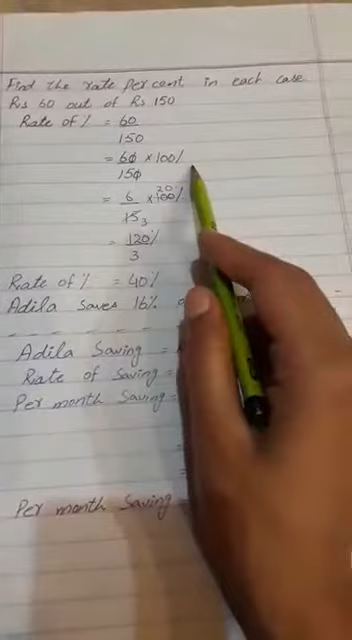 Find the rate per cent in each case
Rs 60 out of Rs 150
Rate of % = 60
150
= 60 × 100%
150
20
= 6 × 100%
15 3
= 120%
3
Rate of % = 40%
Adila Saves 16%
Adila Saving =
Rate of Saving =
Per month Saving =
=
=
Per month Saving